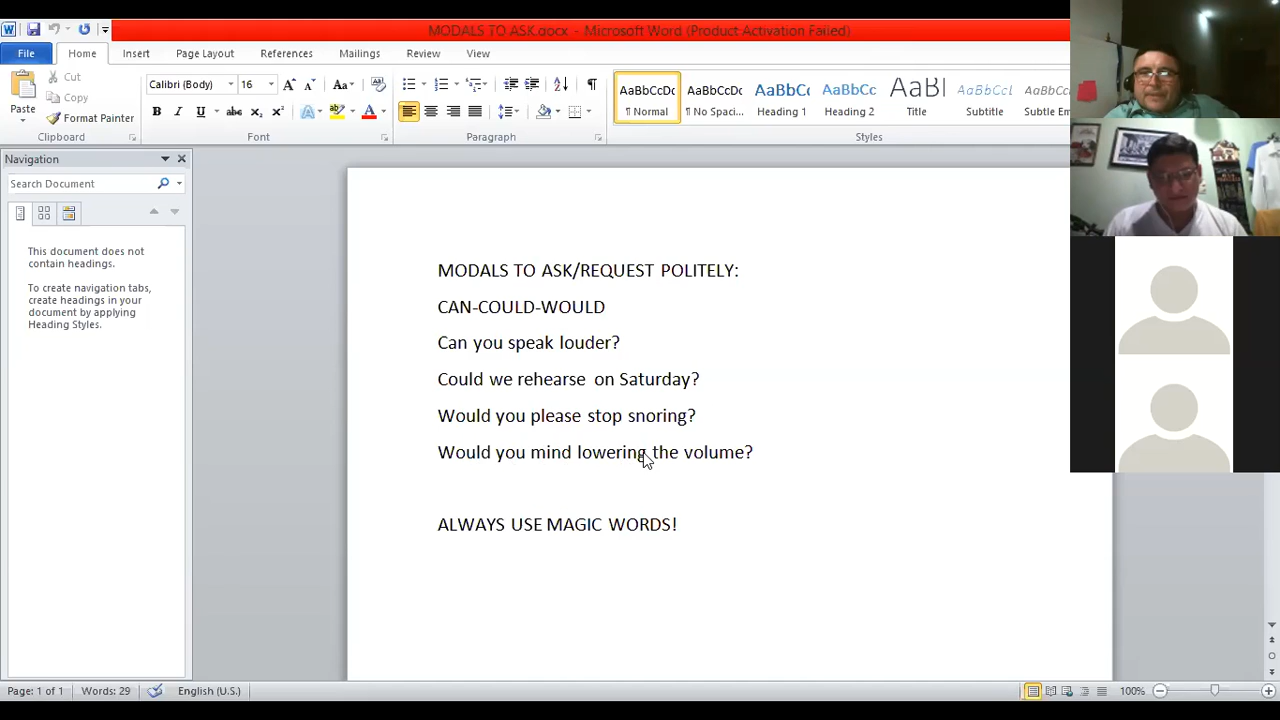 MODALS TO ASK.docx - Microsoft Word (Product Activation Failed)
File Home Insert Page Layout References Mailings Review View
Paste
Cut
Copy
Format Painter
Clipboard
Calibri (Body) 16
Font
Paragraph
AaBbCcDc AaBbCcDc AaBbCc AaBbCc AaBl AaBbCcl AaBbCcDc
¶ Normal ¶ No Spaci... Heading 1 Heading 2 Title Subtitle Subtle Em
Styles
Navigation
Search Document
This document does not
contain headings.
To create navigation tabs,
create headings in your
document by applying
Heading Styles.
MODALS TO ASK/REQUEST POLITELY:
CAN-COULD-WOULD
Can you speak louder?
Could we rehearse on Saturday?
Would you please stop snoring?
Would you mind lowering the volume?
ALWAYS USE MAGIC WORDS!
Page: 1 of 1 Words: 29 English (U.S.) 100%